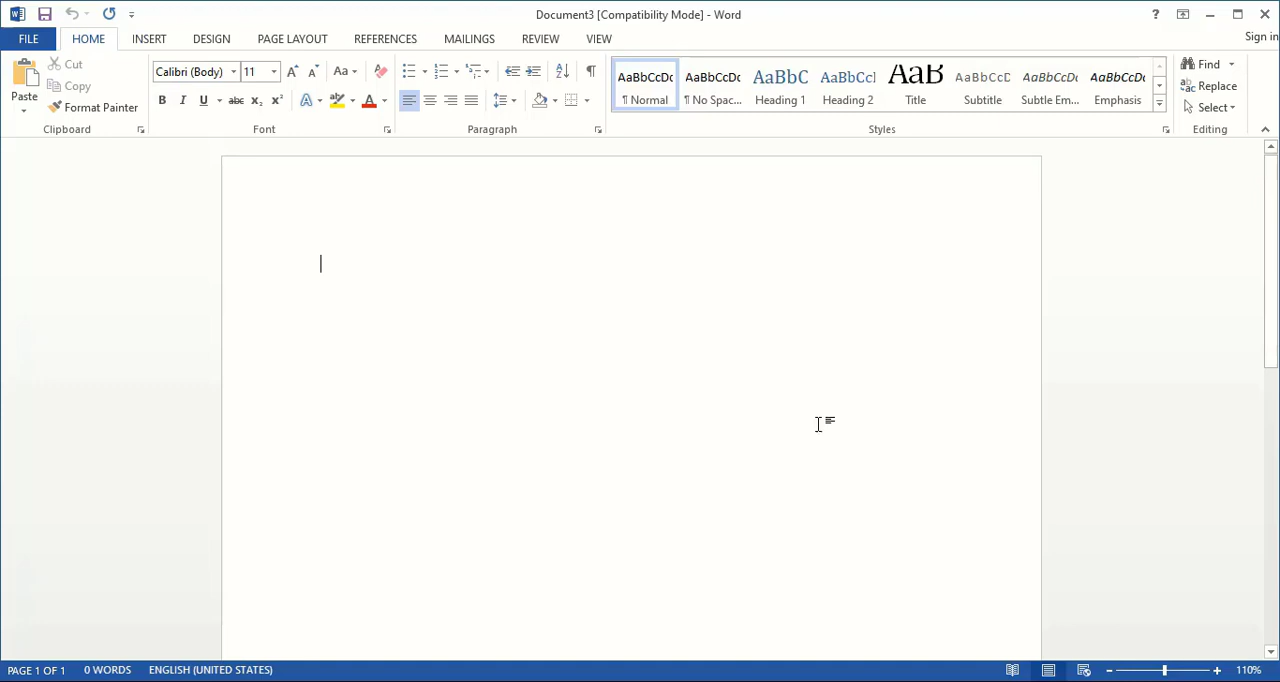 Document3 [Compatibility Mode] - Word
?
FILE HOME INSERT DESIGN PAGE LAYOUT REFERENCES MAILINGS REVIEW VIEW Sign in
Paste
Cut
Copy
Format Painter
Clipboard
Calibri (Body) 11 Aa
B I U abc x₂ x² A ab A
Font
Paragraph
AaBbCcDc AaBbCcDc AaBbC AaBbCcI AaB AaBbCcD AaBbCcDc AaBbCcDc
¶ Normal ¶ No Spac... Heading 1 Heading 2 Title Subtitle Subtle Em... Emphasis
Styles
Find
Replace
Select
Editing
PAGE 1 OF 1 0 WORDS ENGLISH (UNITED STATES) 110%